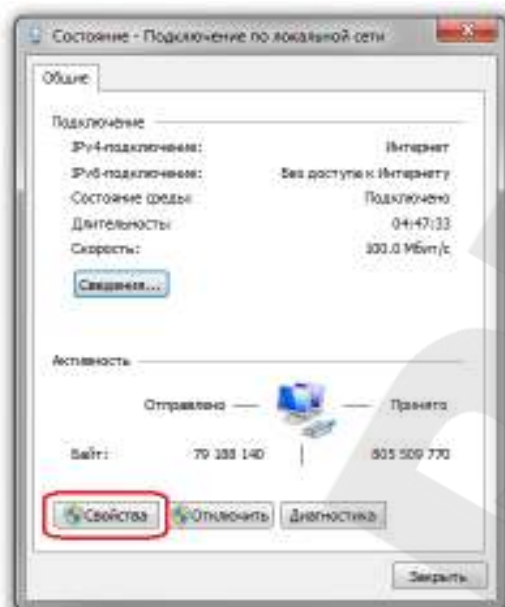 Состояние - Подключение по локальной сети
Общие
Подключение
IPv4-подключение: Интернет
IPv6-подключение: Без доступа к Интернету
Состояние среды: Подключено
Длительность: 04:47:33
Скорость: 100.0 Мбит/с
Сведения...
Активность
Отправлено — — Принято
Байт: 79 188 140 | 805 509 770
Свойства Отключить Диагностика
Закрыть